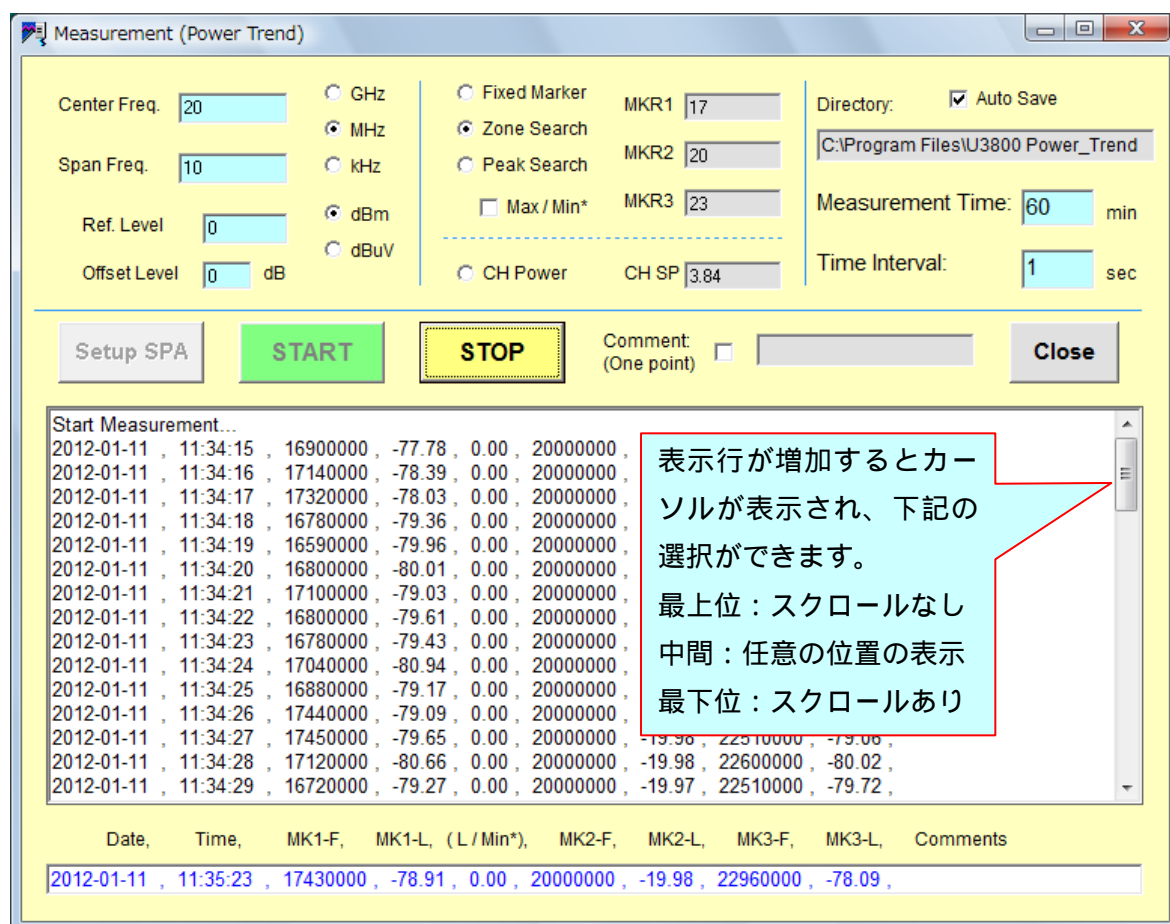 Measurement (Power Trend)
Center Freq. 20
GHz
MHz
kHz
Span Freq. 10
Ref. Level 0
dBm
dBuV
Offset Level 0 dB
Fixed Marker
Zone Search
Peak Search
Max / Min*
CH Power
MKR1 17
MKR2 20
MKR3 23
CH SP 3.84
Directory: Auto Save
C:\Program Files\U3800 Power_Trend
Measurement Time: 60 min
Time Interval: 1 sec
Setup SPA
START
STOP
Comment:
(One point)
Close
Start Measurement...
2012-01-11 , 11:34:15 , 16900000 , -77.78 , 0.00 , 20000000 ,
2012-01-11 , 11:34:16 , 17140000 , -78.39 , 0.00 , 20000000 ,
2012-01-11 , 11:34:17 , 17320000 , -78.03 , 0.00 , 20000000 ,
2012-01-11 , 11:34:18 , 16780000 , -79.36 , 0.00 , 20000000 ,
2012-01-11 , 11:34:19 , 16590000 , -79.96 , 0.00 , 20000000 ,
2012-01-11 , 11:34:20 , 16800000 , -80.01 , 0.00 , 20000000 ,
2012-01-11 , 11:34:21 , 17100000 , -79.03 , 0.00 , 20000000 ,
2012-01-11 , 11:34:22 , 16800000 , -79.61 , 0.00 , 20000000 ,
2012-01-11 , 11:34:23 , 16780000 , -79.43 , 0.00 , 20000000 ,
2012-01-11 , 11:34:24 , 17040000 , -80.94 , 0.00 , 20000000 ,
2012-01-11 , 11:34:25 , 16880000 , -79.17 , 0.00 , 20000000 ,
2012-01-11 , 11:34:26 , 17440000 , -79.09 , 0.00 , 20000000 ,
2012-01-11 , 11:34:27 , 17450000 , -79.65 , 0.00 , 20000000 , -19.98 , 22510000 , -79.06 ,
2012-01-11 , 11:34:28 , 17120000 , -80.66 , 0.00 , 20000000 , -19.98 , 22600000 , -80.02 ,
2012-01-11 , 11:34:29 , 16720000 , -79.27 , 0.00 , 20000000 , -19.97 , 22510000 , -79.72 ,
表示行が増加するとカー
ソルが表示され、下記の
選択ができます。
最上位：スクロールなし
中間：任意の位置の表示
最下位：スクロールあり
Date, Time, MK1-F, MK1-L, ( L / Min*), MK2-F, MK2-L, MK3-F, MK3-L, Comments
2012-01-11 , 11:35:23 , 17430000 , -78.91 , 0.00 , 20000000 , -19.98 , 22960000 , -78.09 ,